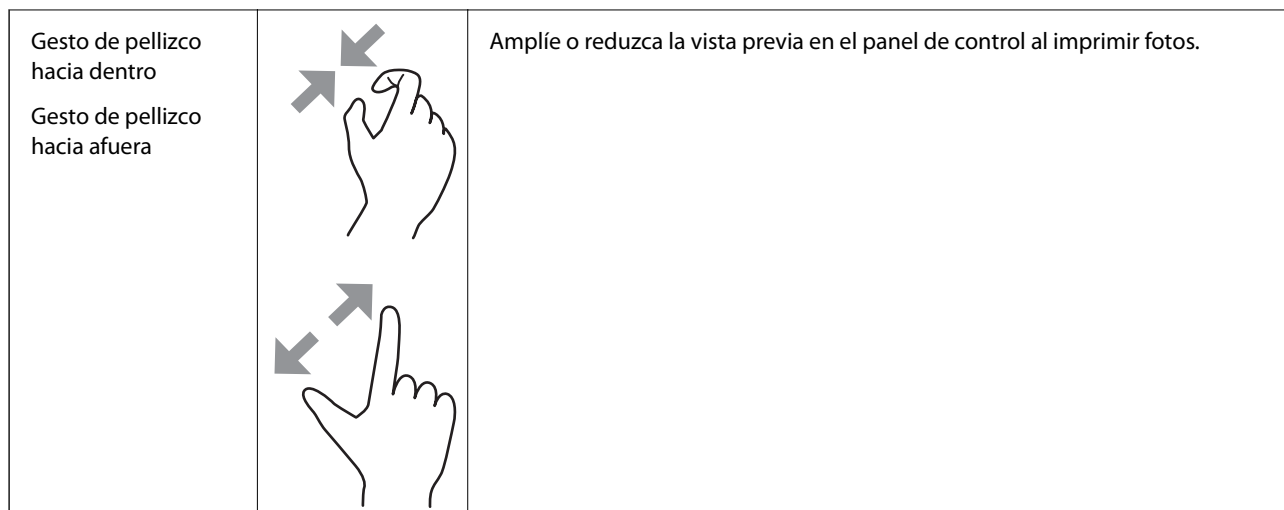 Gesto de pellizco
hacia dentro
Gesto de pellizco
hacia afuera
Amplíe o reduzca la vista previa en el panel de control al imprimir fotos.